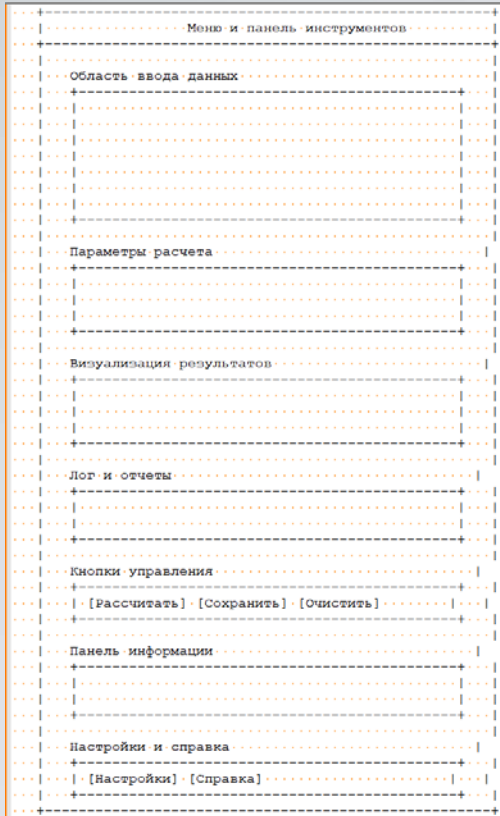 Меню и панель инструментов
Область ввода данных
Параметры расчета
Визуализация результатов
Лог и отчеты
Кнопки управления
[Рассчитать] [Сохранить] [Очистить]
Панель информации
Настройки и справка
[Настройки] [Справка]